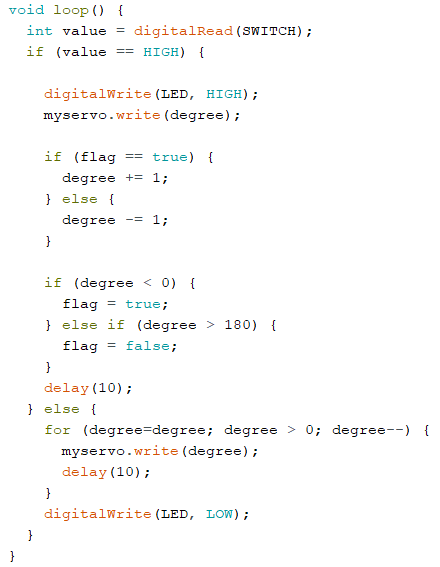 void loop() {
  int value = digitalRead(SWITCH);
  if (value == HIGH) {

    digitalWrite(LED, HIGH);
    myservo.write(degree);

    if (flag == true) {
      degree += 1;
    } else {
      degree -= 1;
    }

    if (degree < 0) {
      flag = true;
    } else if (degree > 180) {
      flag = false;
    }
    delay(10);
  } else {
    for (degree=degree; degree > 0; degree--) {
      myservo.write(degree);
      delay(10);
    }
    digitalWrite(LED, LOW);
  }
}